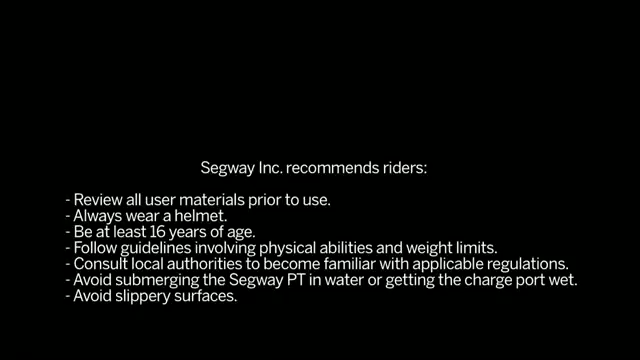 Segway Inc. recommends riders:
- Review all user materials prior to use.
- Always wear a helmet.
- Be at least 16 years of age.
- Follow guidelines involving physical abilities and weight limits.
- Consult local authorities to become familiar with applicable regulations.
- Avoid submerging the Segway PT in water or getting the charge port wet.
- Avoid slippery surfaces.